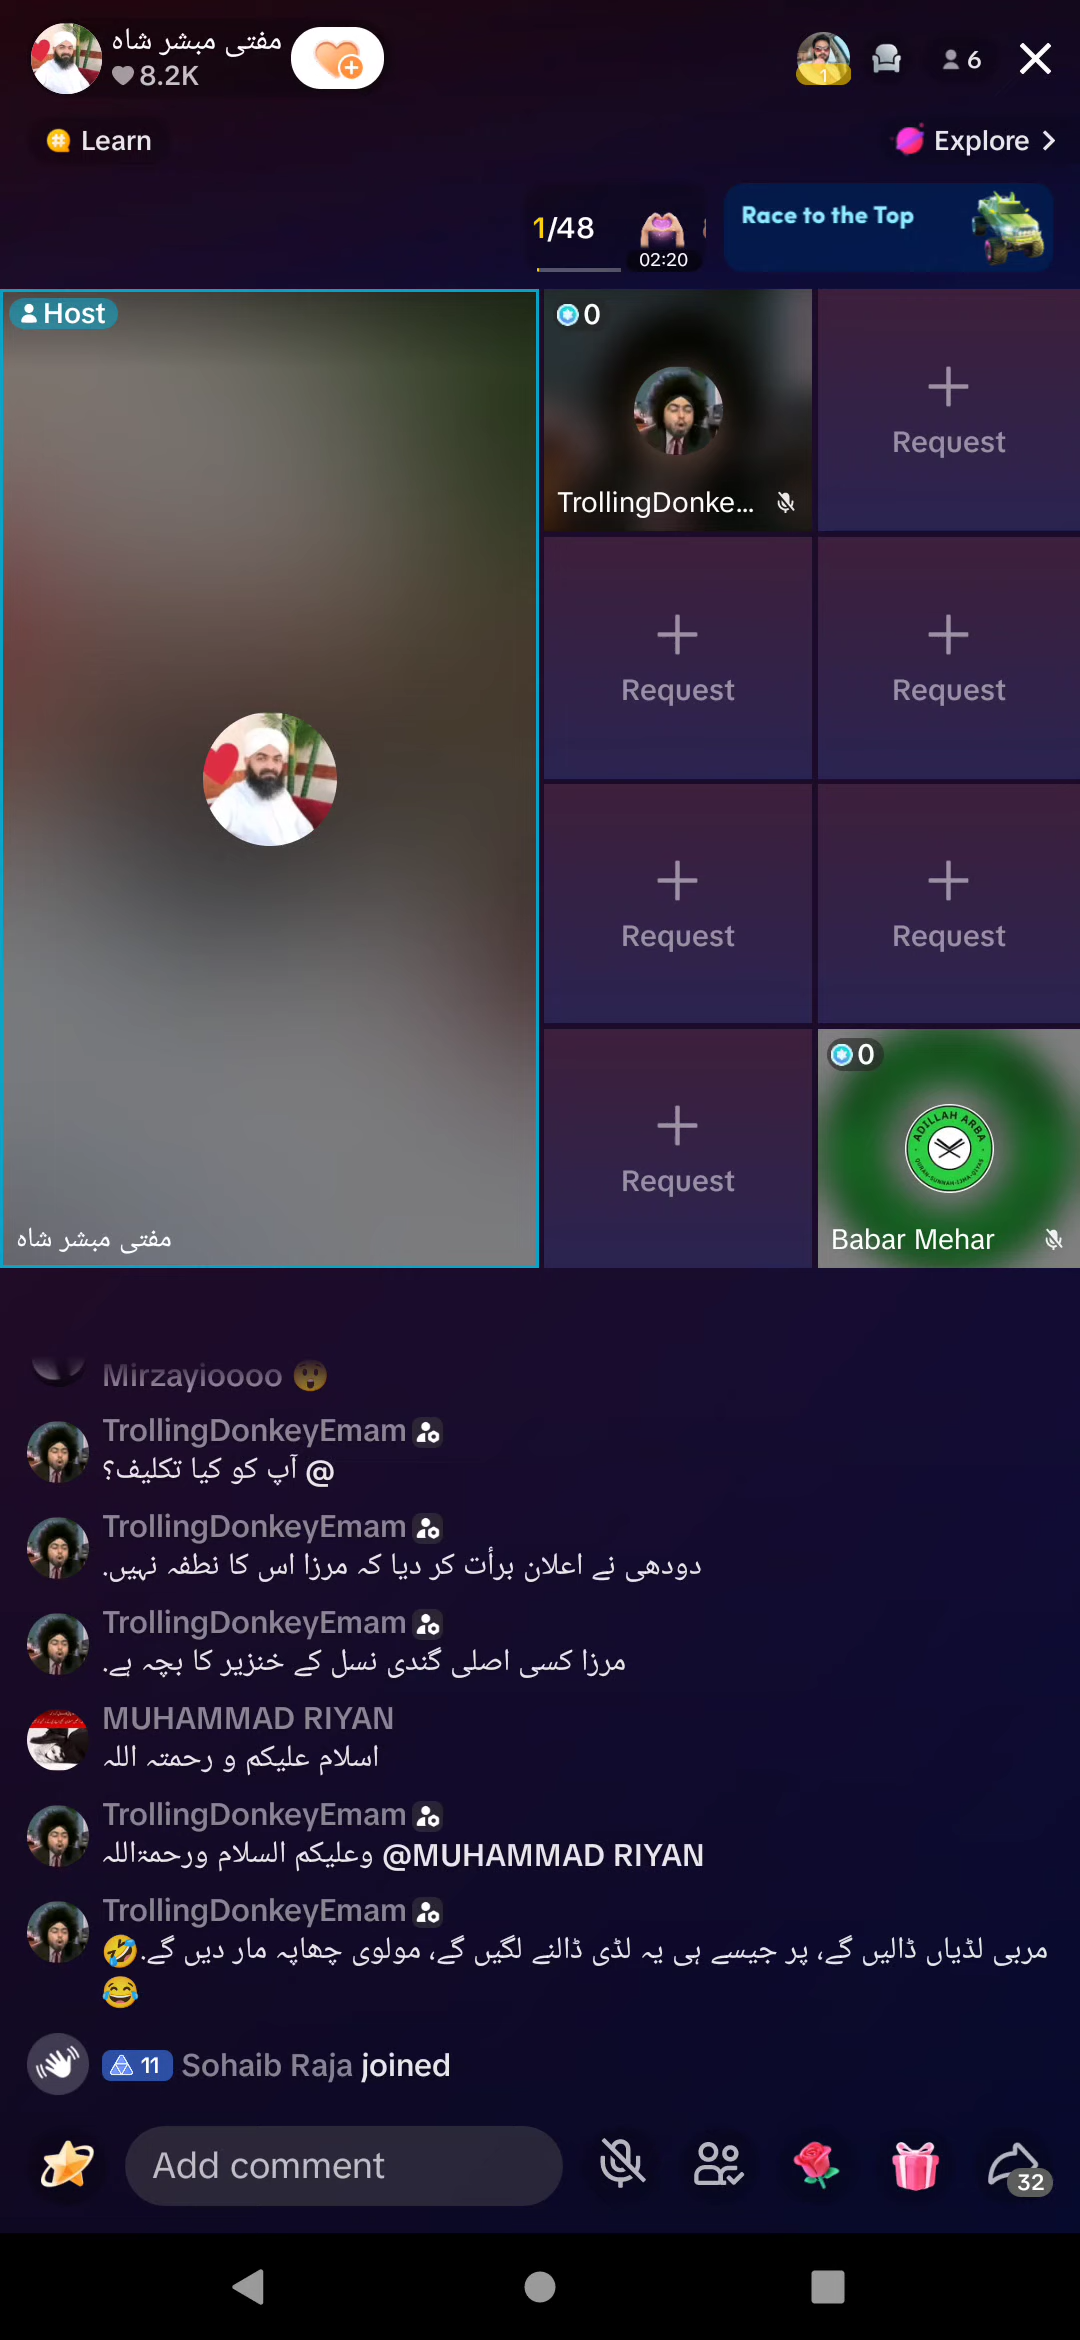 مفتی مبشر شاہ
8.2K
1
6
Learn
Explore
1/48
02:20
Race to the Top
Host
0
TrollingDonke...
Request
Request
Request
Request
Request
Request
0
ADILLAH ARBA
Babar Mehar
مفتی مبشر شاہ
Mirzayioooo 😲
TrollingDonkeyEmam
@ آپ کو کیا تکلیف؟
TrollingDonkeyEmam
دودھی نے اعلان برأت کر دیا کہ مرزا اس کا نطفہ نہیں.
TrollingDonkeyEmam
مرزا کسی اصلی گندی نسل کے خنزیر کا بچہ ہے.
MUHAMMAD RIYAN
اسلام علیکم و رحمتہ اللہ
TrollingDonkeyEmam
@MUHAMMAD RIYAN وعلیکم السلام ورحمۃاللہ
TrollingDonkeyEmam
مربی لڈیاں ڈالیں گے، پر جیسے ہی یہ لڈی ڈالنے لگیں گے، مولوی چھاپہ مار دیں گے.🤣
😂
11 Sohaib Raja joined
Add comment
32